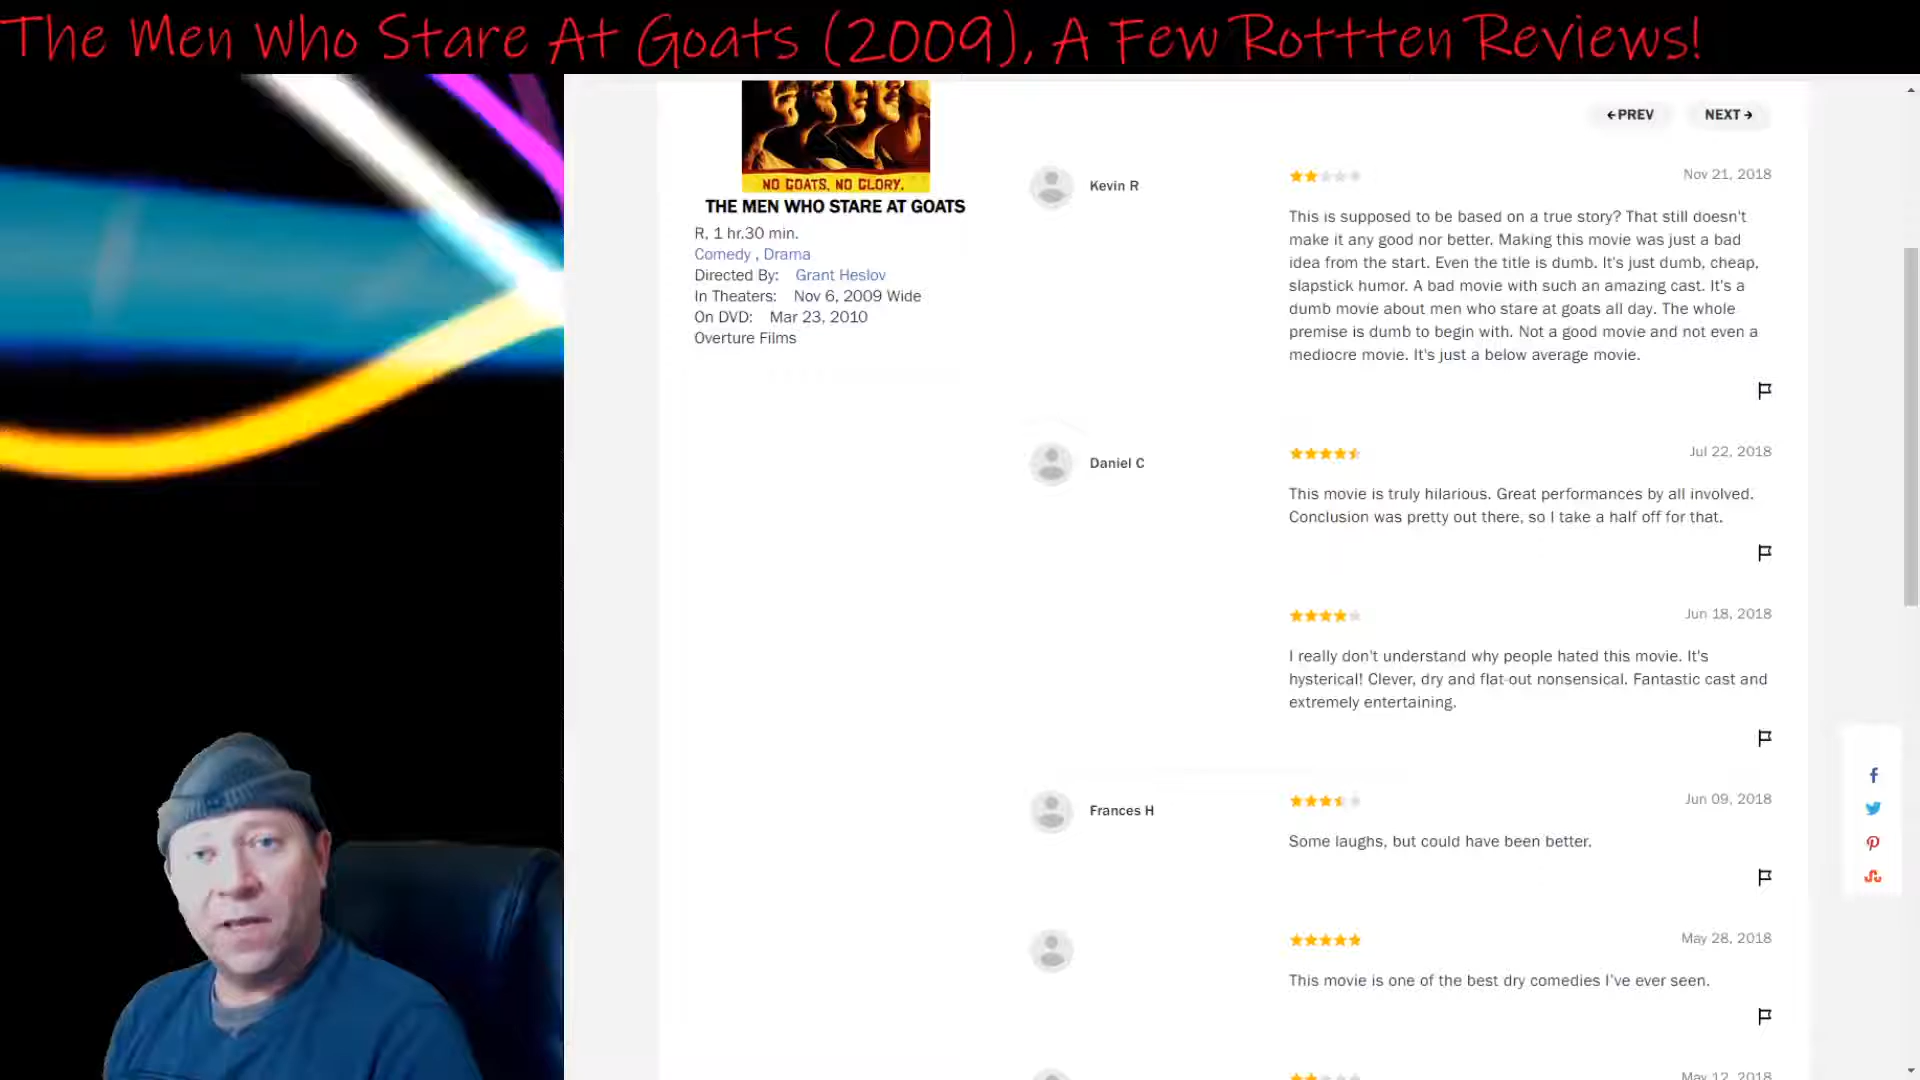 The Men Who Stare At Goats (2009), A Few Rottten Reviews!
NO GOATS, NO GLORY.
THE MEN WHO STARE AT GOATS
R, 1 hr.30 min.
Comedy , Drama
Directed By: Grant Heslov
In Theaters: Nov 6, 2009 Wide
On DVD: Mar 23, 2010
Overture Films
PREV NEXT
Kevin R Nov 21, 2018
This is supposed to be based on a true story? That still doesn't
make it any good nor better. Making this movie was just a bad
idea from the start. Even the title is dumb. It's just dumb, cheap,
slapstick humor. A bad movie with such an amazing cast. It's a
dumb movie about men who stare at goats all day. The whole
premise is dumb to begin with. Not a good movie and not even a
mediocre movie. It's just a below average movie.
Daniel C Jul 22, 2018
This movie is truly hilarious. Great performances by all involved.
Conclusion was pretty out there, so I take a half off for that.
Jun 18, 2018
I really don't understand why people hated this movie. It's
hysterical! Clever, dry and flat-out nonsensical. Fantastic cast and
extremely entertaining.
Frances H Jun 09, 2018
Some laughs, but could have been better.
May 28, 2018
This movie is one of the best dry comedies I've ever seen.
May 12, 2018